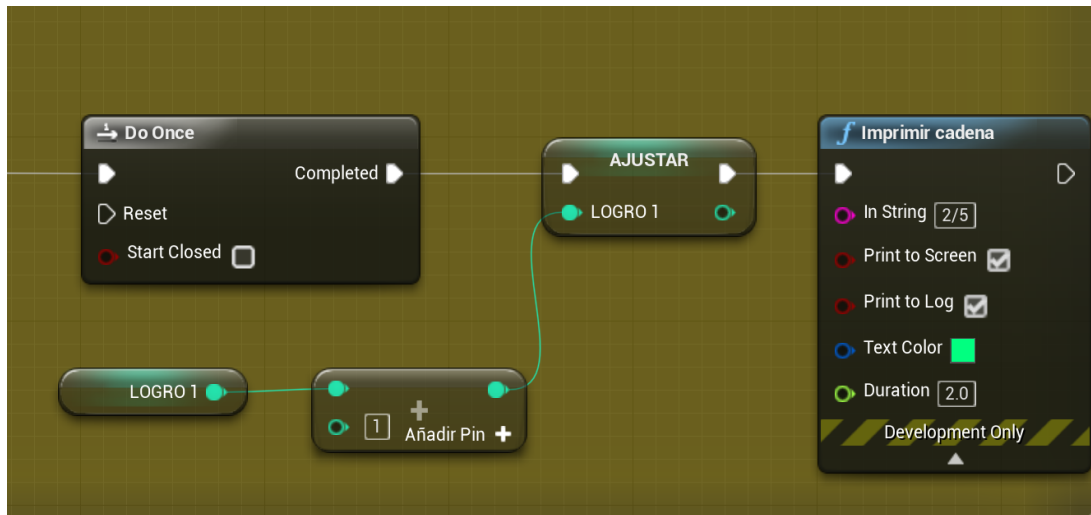 Do Once
Completed
Reset
Start Closed
AJUSTAR
LOGRO 1
Imprimir cadena
In String 2/5
Print to Screen
Print to Log
Text Color
Duration 2.0
Development Only
LOGRO 1
1
Añadir Pin